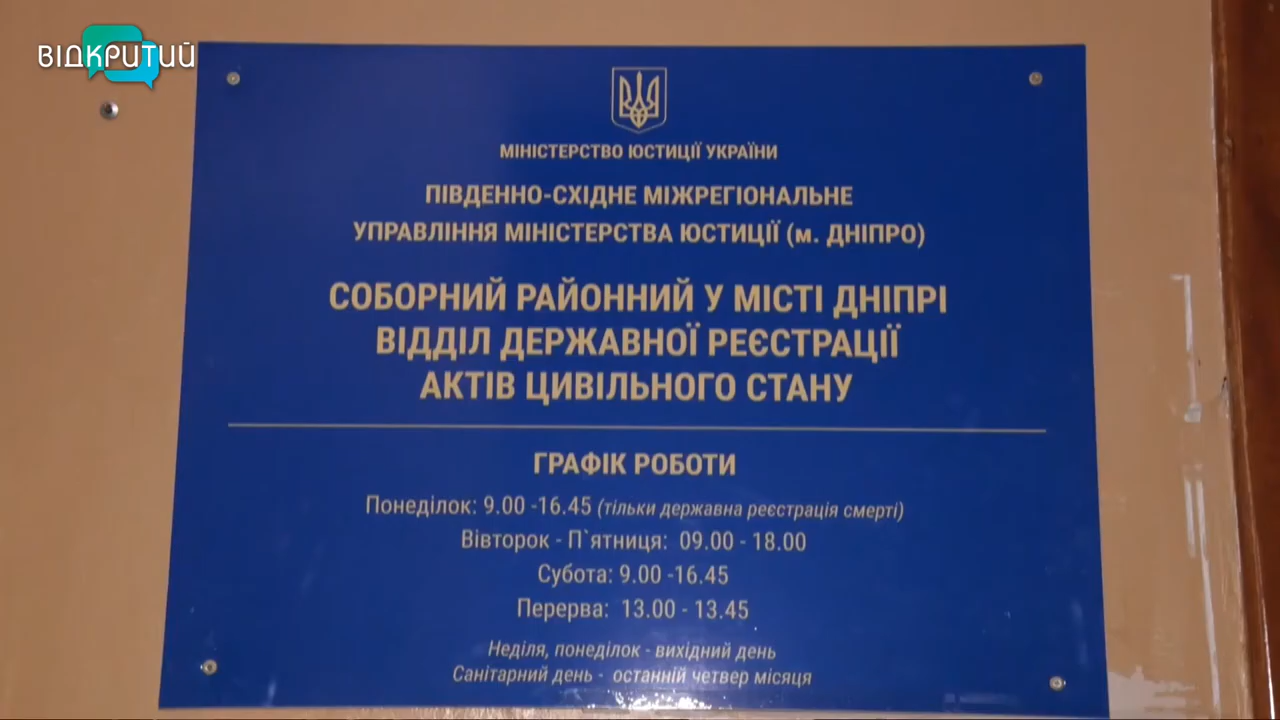 ВІДКРИТИЙ
МІНІСТЕРСТВО ЮСТИЦІЇ УКРАЇНИ
ПІВДЕННО-СХІДНЕ МІЖРЕГІОНАЛЬНЕ
УПРАВЛІННЯ МІНІСТЕРСТВА ЮСТИЦІЇ (м. ДНІПРО)
СОБОРНИЙ РАЙОННИЙ У МІСТІ ДНІПРІ
ВІДДІЛ ДЕРЖАВНОЇ РЕЄСТРАЦІЇ
АКТІВ ЦИВІЛЬНОГО СТАНУ
ГРАФІК РОБОТИ
Понеділок: 9.00 -16.45 (тільки державна реєстрація смерті)
Вівторок - П`ятниця: 09.00 - 18.00
Субота: 9.00 -16.45
Перерва: 13.00 - 13.45
Неділя, понеділок - вихідний день
Санітарний день - останній четвер місяця